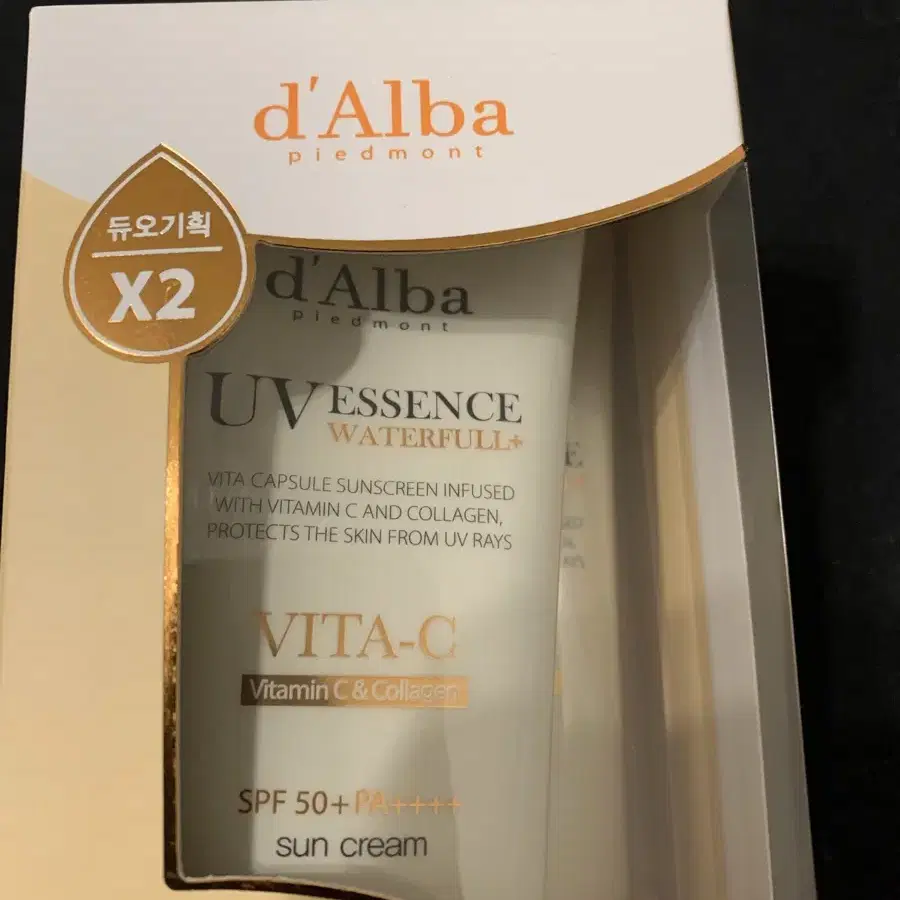 d'Alba
piedmont
듀오기획
X2
d'Alba
piedmont
UV ESSENCE
WATERFULL+
VITA CAPSULE SUNSCREEN INFUSED
WITH VITAMIN C AND COLLAGEN,
PROTECTS THE SKIN FROM UV RAYS
VITA-C
Vitamin C & Collagen
SPF 50+ PA++++
sun cream